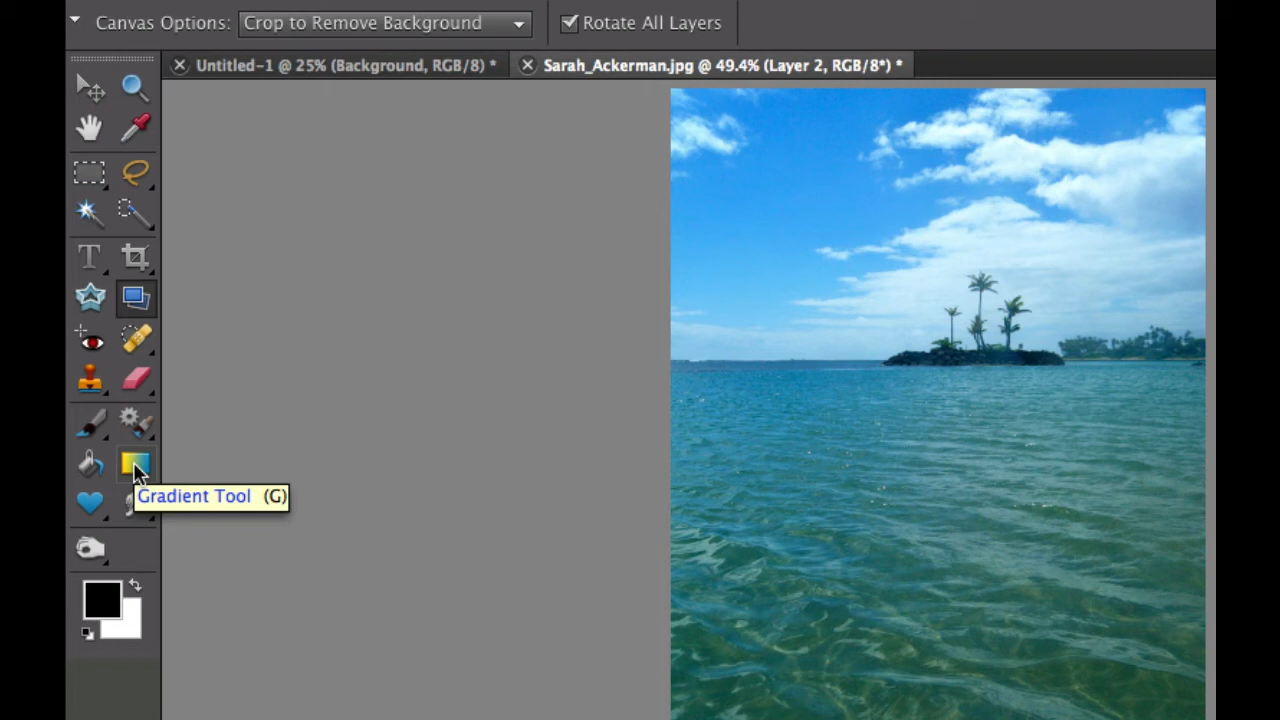 Canvas Options: Crop to Remove Background Rotate All Layers
Untitled-1 @ 25% (Background, RGB/8) * Sarah_Ackerman.jpg @ 49.4% (Layer 2, RGB/8*) *
T
Gradient Tool (G)